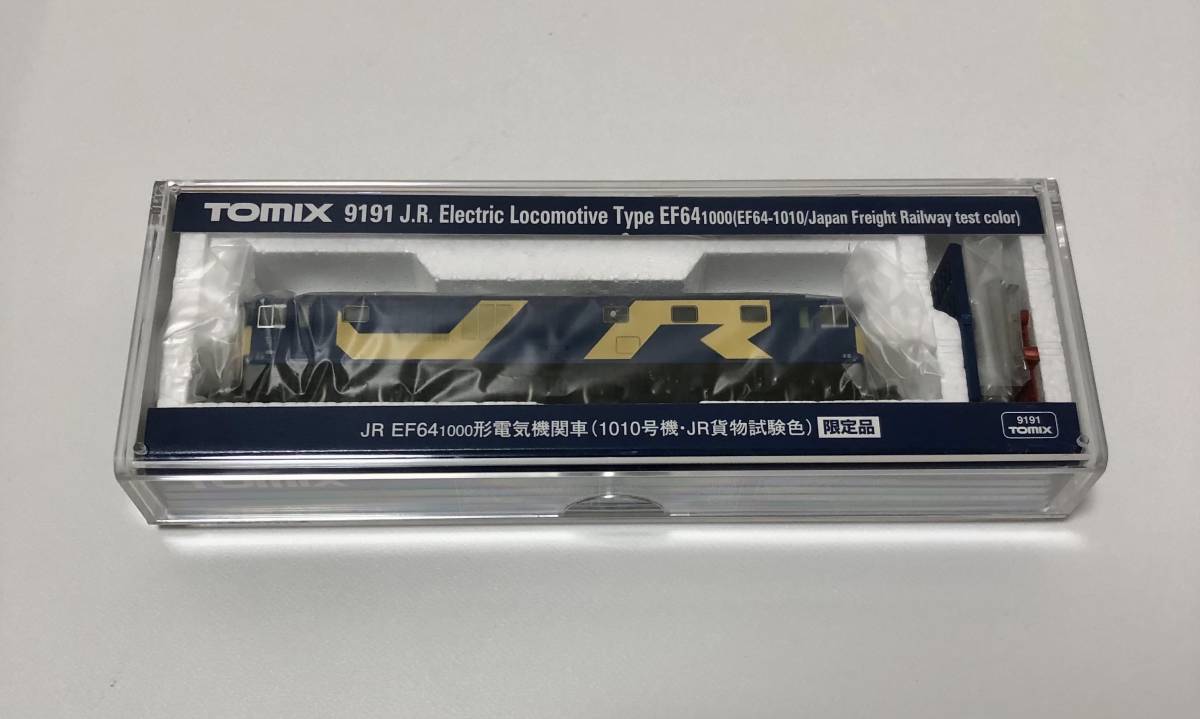 TOMIX 9191 J.R. Electric Locomotive Type EF641000(EF64-1010/Japan Freight Railway test color)
JR
JR EF641000形電気機関車(1010号機・JR貨物試験色) 限定品
9191
TOMIX